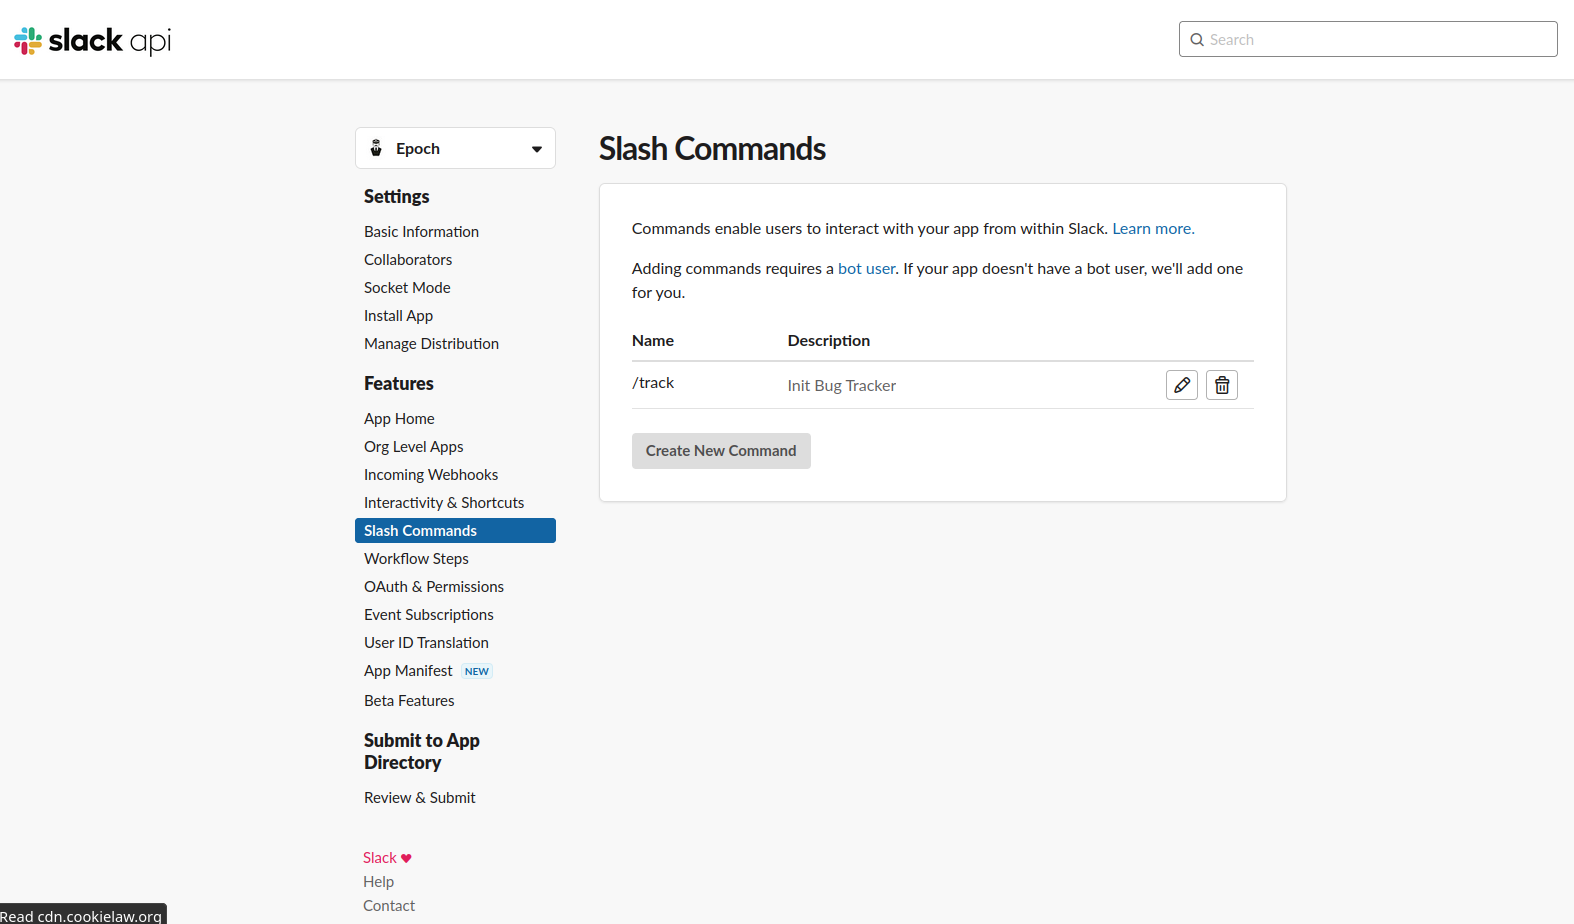 slack api
Search
Epoch
Settings
Basic Information
Collaborators
Socket Mode
Install App
Manage Distribution
Features
App Home
Org Level Apps
Incoming Webhooks
Interactivity & Shortcuts
Slash Commands
Workflow Steps
OAuth & Permissions
Event Subscriptions
User ID Translation
App Manifest NEW
Beta Features
Submit to App
Directory
Review & Submit
Slack ♥
Help
Contact
Slash Commands
Commands enable users to interact with your app from within Slack. Learn more.
Adding commands requires a bot user. If your app doesn't have a bot user, we'll add one
for you.
Name Description
/track Init Bug Tracker
Create New Command
Read cdn.cookielaw.org